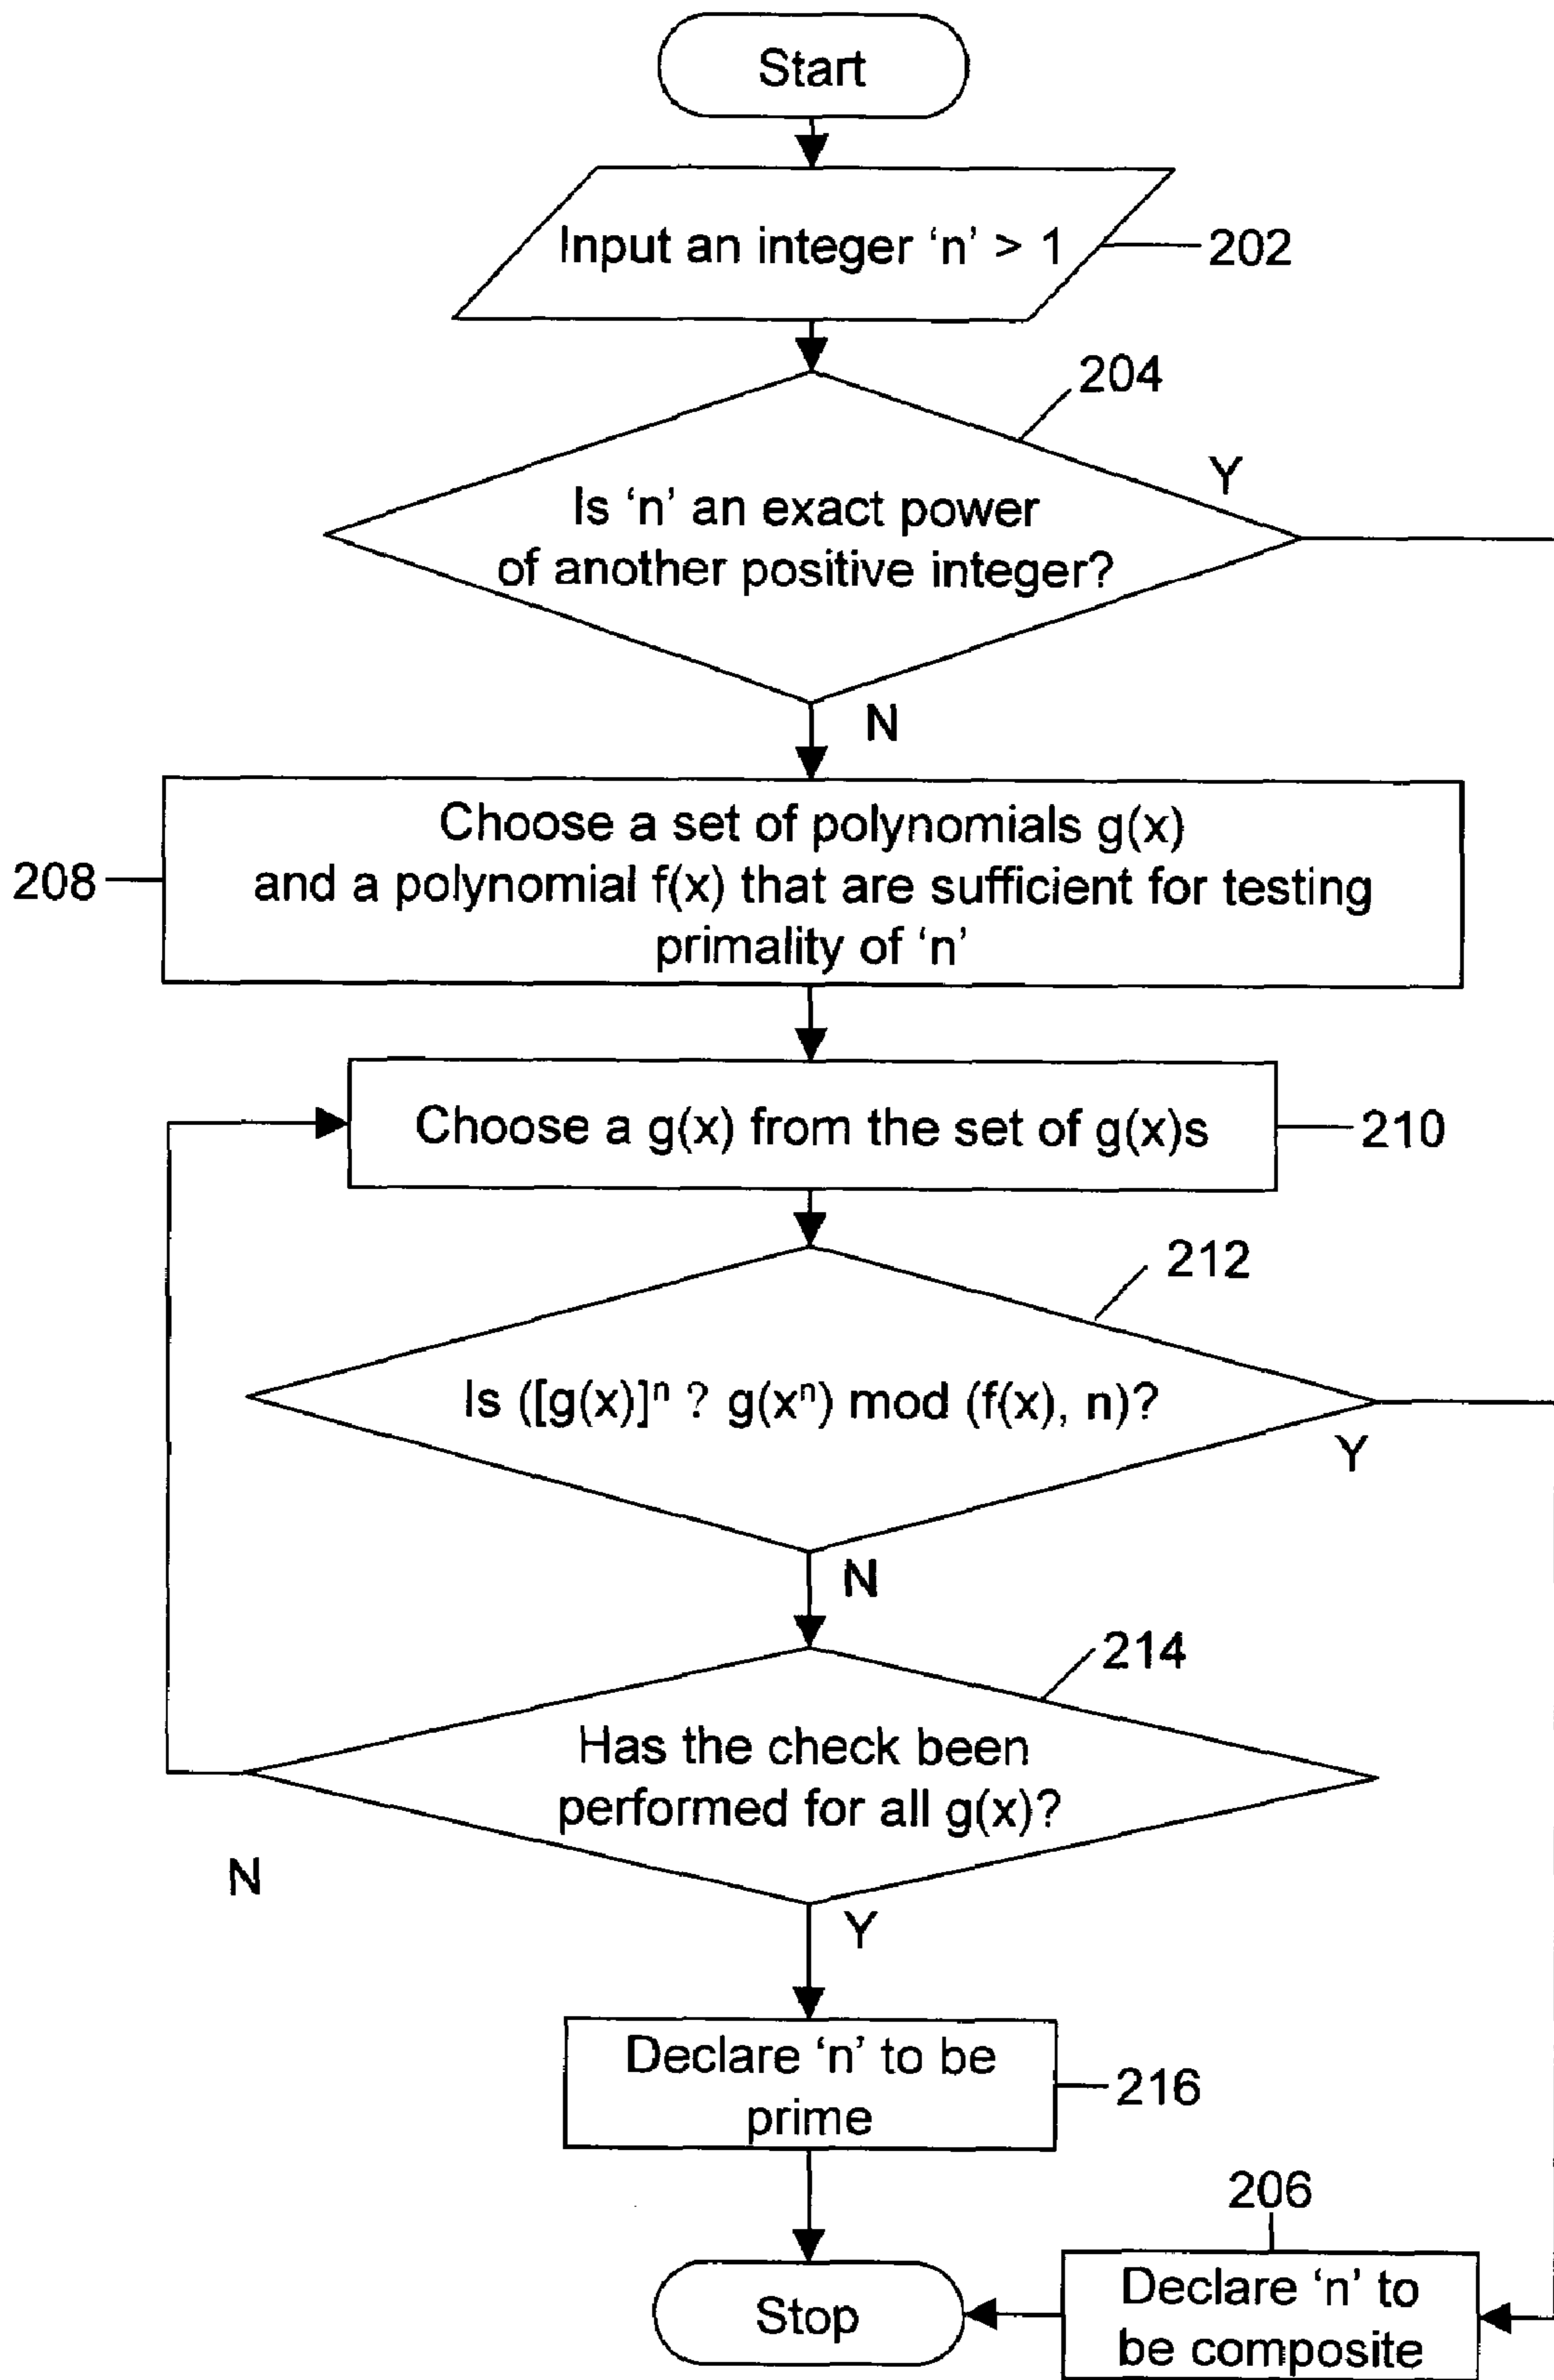 Start
Input an integer ‘n’ > 1
202
204
Y
Is ‘n’ an exact power
of another positive integer?
N
Choose a set of polynomials g(x)
and a polynomial f(x) that are sufficient for testing
primality of ‘n’
208
Choose a g(x) from the set of g(x)s
210
212
Is ([g(x)]ⁿ ? g(xⁿ) mod (f(x), n)?
Y
N
214
Has the check been
performed for all g(x)?
N
Y
Declare ‘n’ to be
prime
216
206
Declare ‘n’ to
be composite
Stop